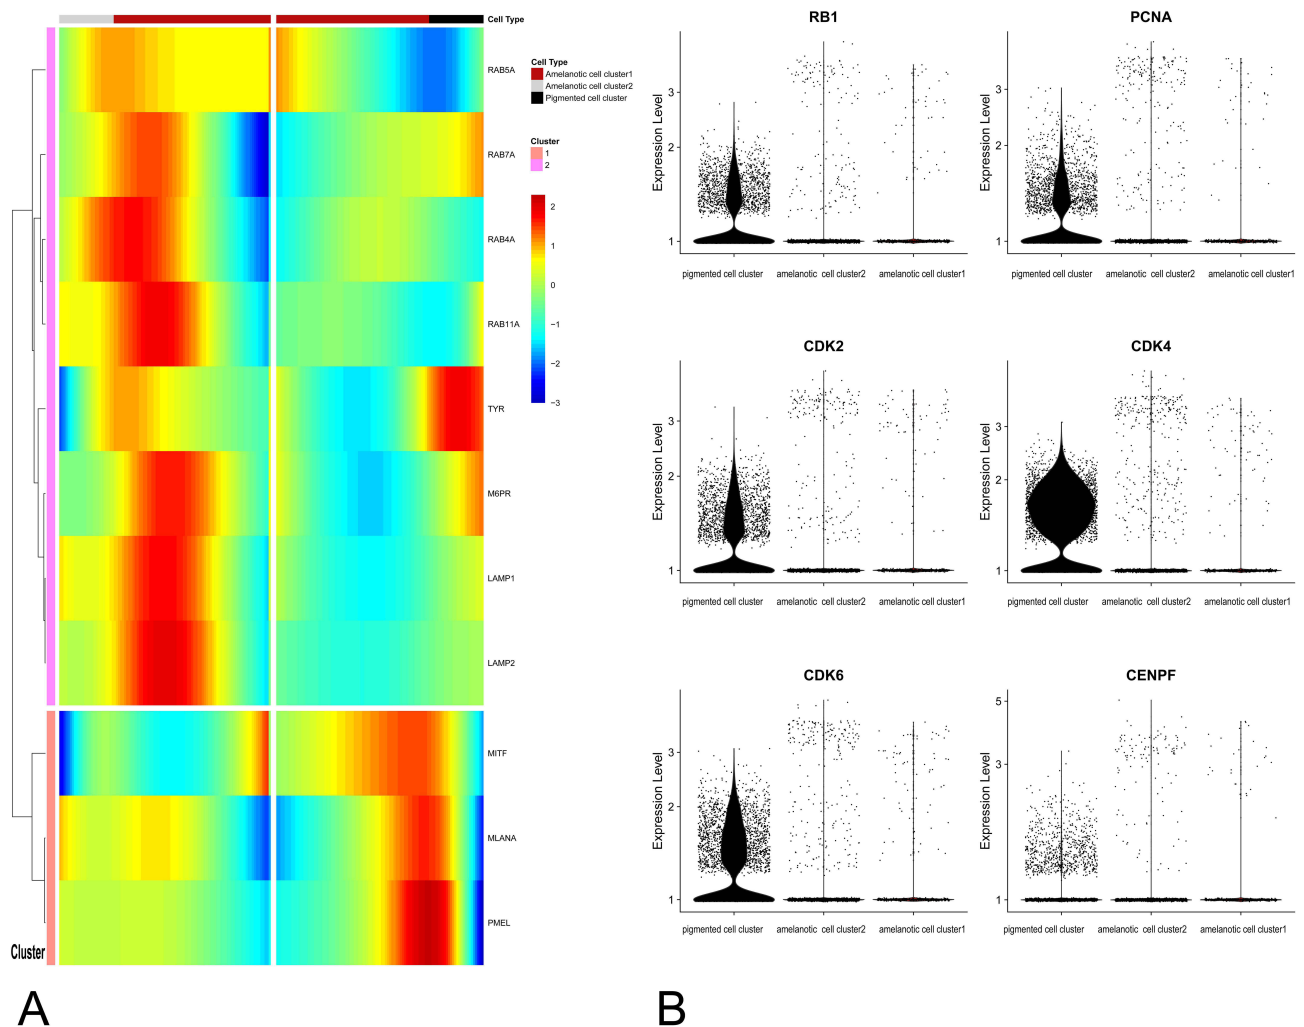 Cell Type
RAB5A
RAB7A
RAB4A
RAB11A
TYR
M6PR
LAMP1
LAMP2
MITF
MLANA
PMEL
Cluster
Cell Type
Amelanotic cell cluster1
Amelanotic cell cluster2
Pigmented cell cluster
Cluster
1
2
2
1
0
−1
−2
−3
A
RB1
Expression Level
3
2
1
pigmented cell cluster
amelanotic cell cluster2
amelanotic cell cluster1
PCNA
Expression Level
3
2
1
pigmented cell cluster
amelanotic cell cluster2
amelanotic cell cluster1
CDK2
Expression Level
3
2
1
pigmented cell cluster
amelanotic cell cluster2
amelanotic cell cluster1
CDK4
Expression Level
3
2
1
pigmented cell cluster
amelanotic cell cluster2
amelanotic cell cluster1
CDK6
Expression Level
3
2
1
pigmented cell cluster
amelanotic cell cluster2
amelanotic cell cluster1
CENPF
Expression Level
5
3
1
pigmented cell cluster
amelanotic cell cluster2
amelanotic cell cluster1
B